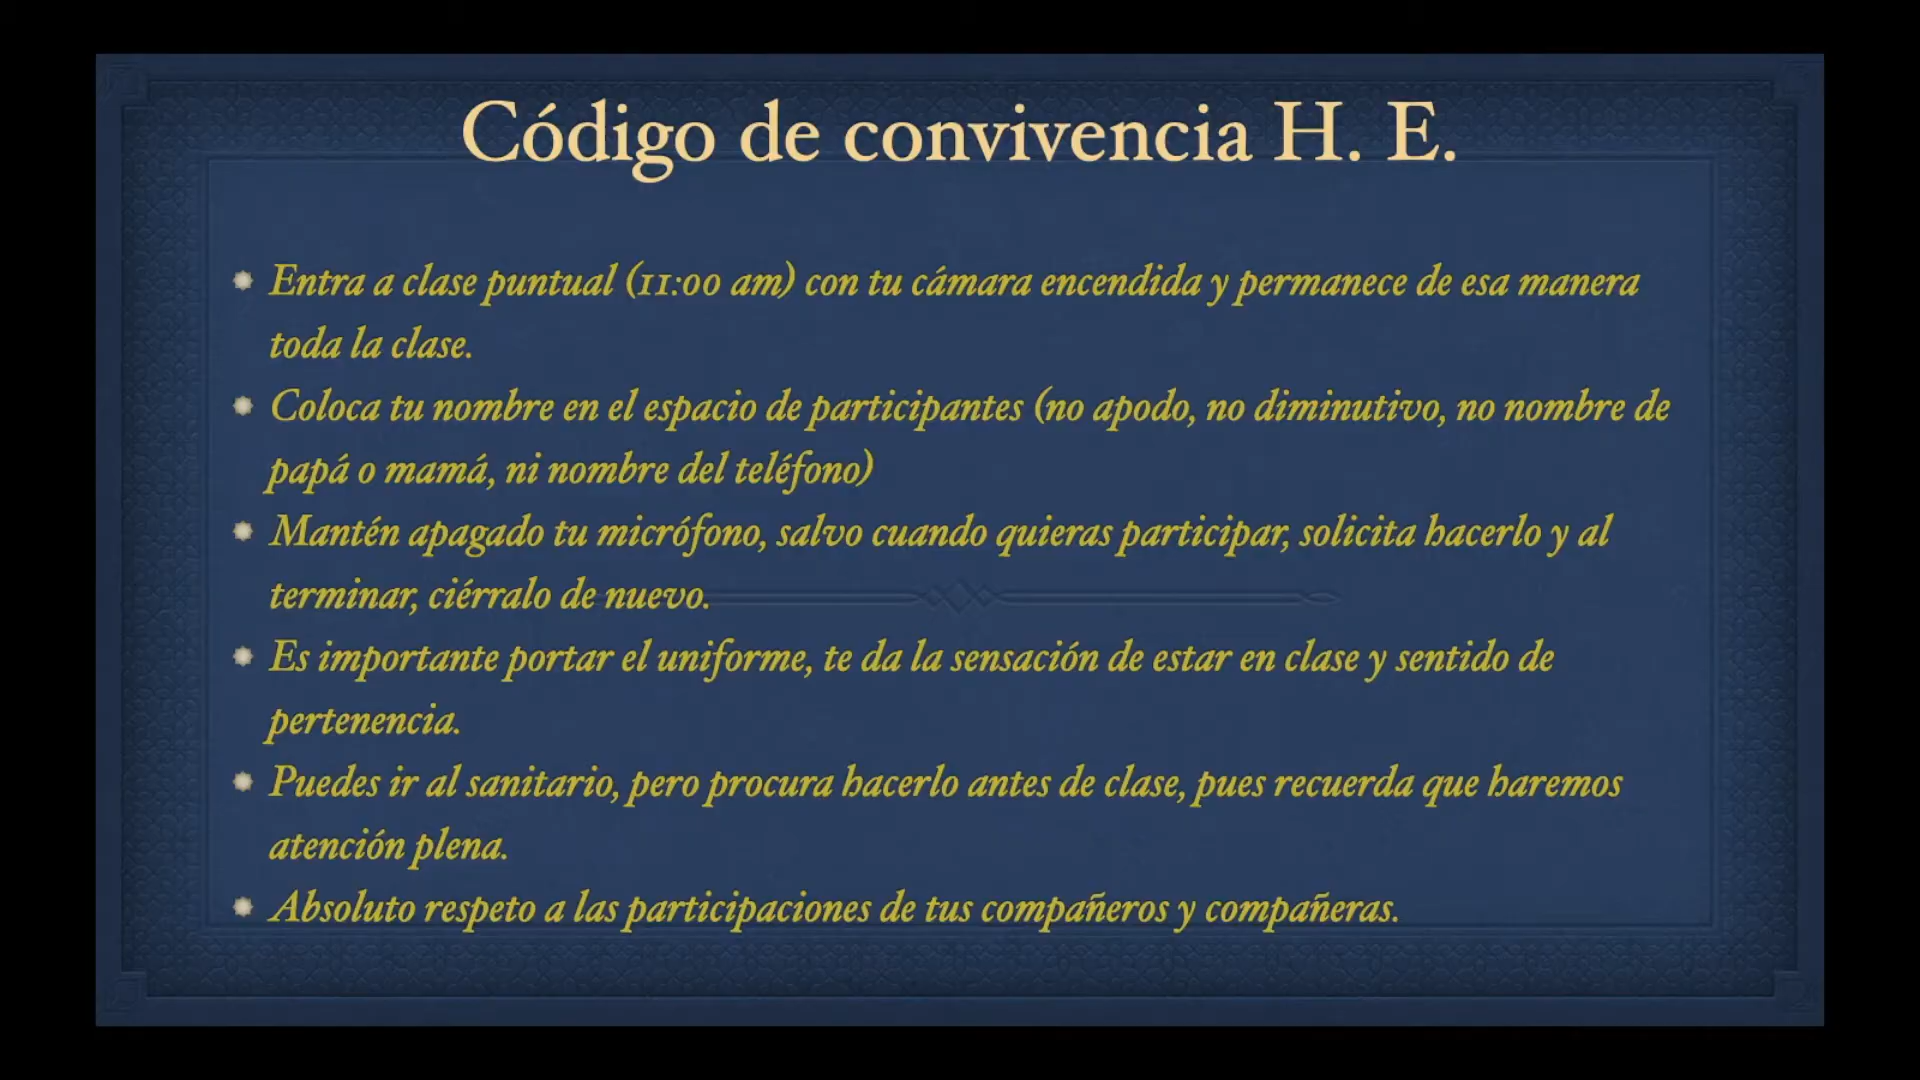 Código de convivencia H. E.
Entra a clase puntual (11:00 am) con tu cámara encendida y permanece de esa manera
toda la clase.
Coloca tu nombre en el espacio de participantes (no apodo, no diminutivo, no nombre de
papá o mamá, ni nombre del teléfono)
Mantén apagado tu micrófono, salvo cuando quieras participar, solicita hacerlo y al
terminar, ciérralo de nuevo.
Es importante portar el uniforme, te da la sensación de estar en clase y sentido de
pertenencia.
Puedes ir al sanitario, pero procura hacerlo antes de clase, pues recuerda que haremos
atención plena.
Absoluto respeto a las participaciones de tus compañeros y compañeras.